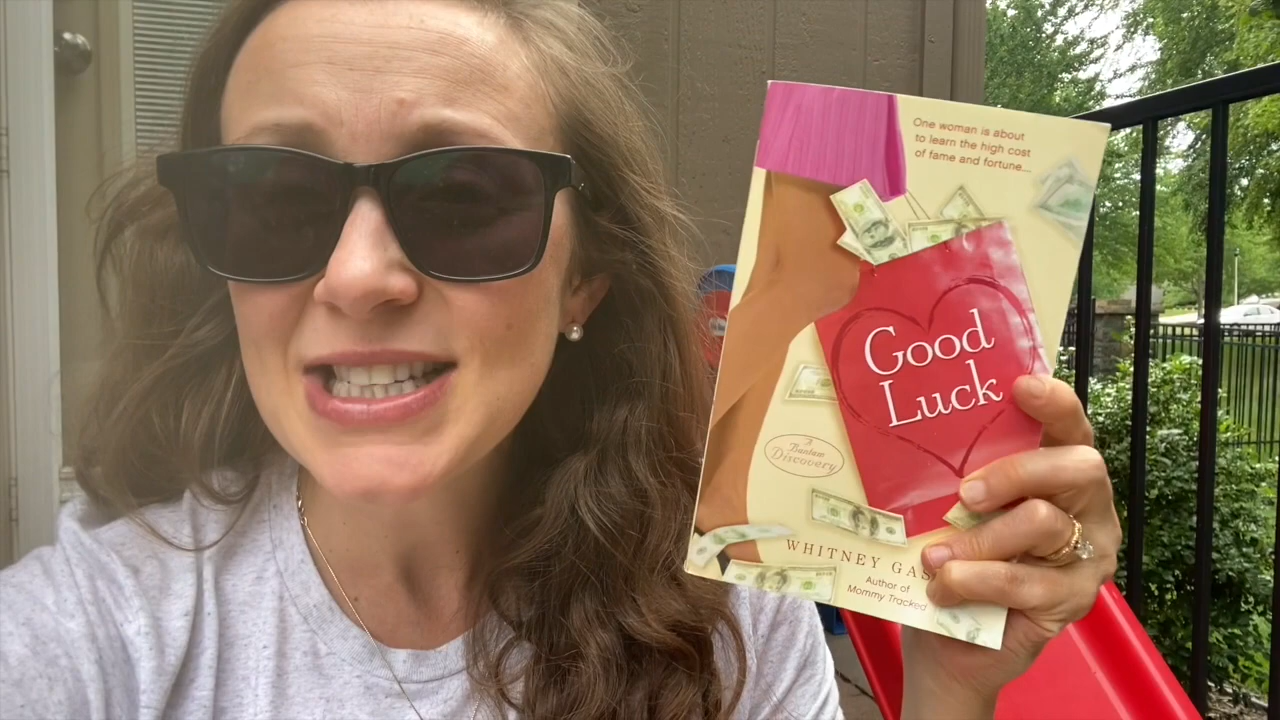 One woman is about
to learn the high cost
of fame and fortune...
Good
Luck
A
Bantam
Discovery
WHITNEY GAS
Author of
Mommy Tracked